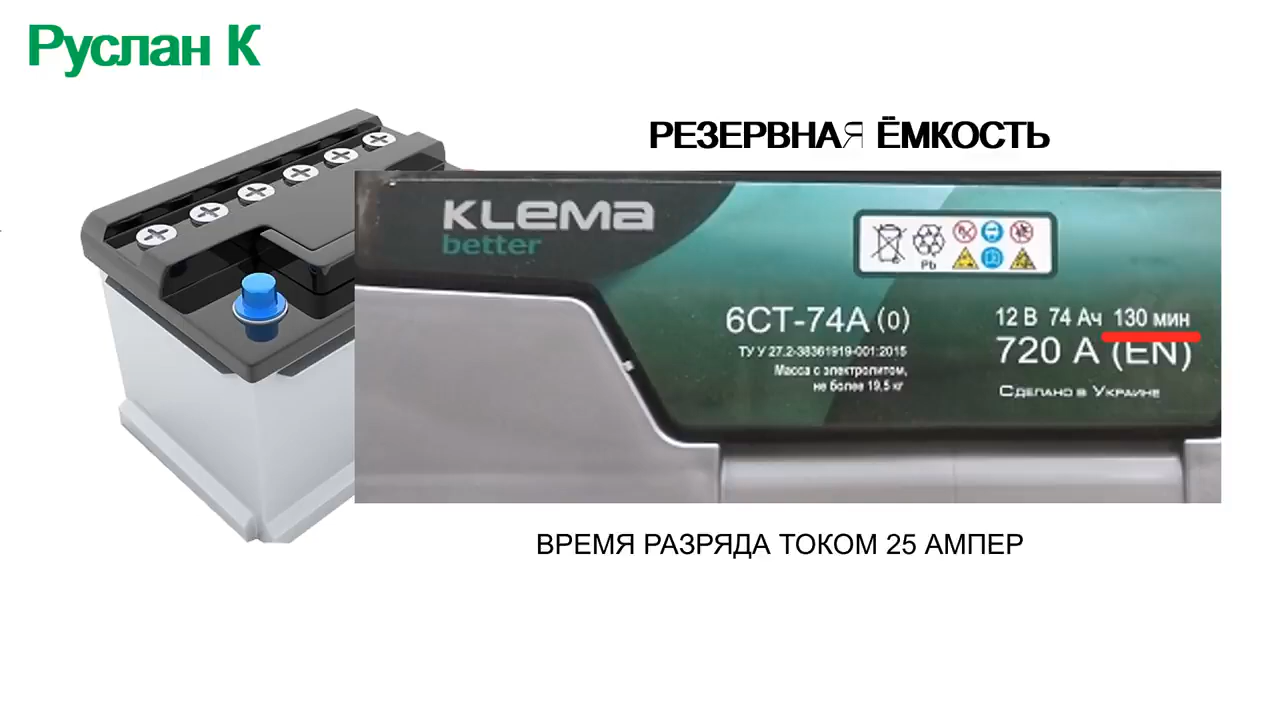 Руслан К
РЕЗЕРВНАЯ ЁМКОСТЬ
KLEMA
better
Pb
6СТ-74А (0)
ТУ У 27.2-38361919-001:2015
Масса с электролитом,
не более 19,5 кг
12 В 74 Ач 130 мин
720 А (EN)
Сделано в Украине
ВРЕМЯ РАЗРЯДА ТОКОМ 25 АМПЕР